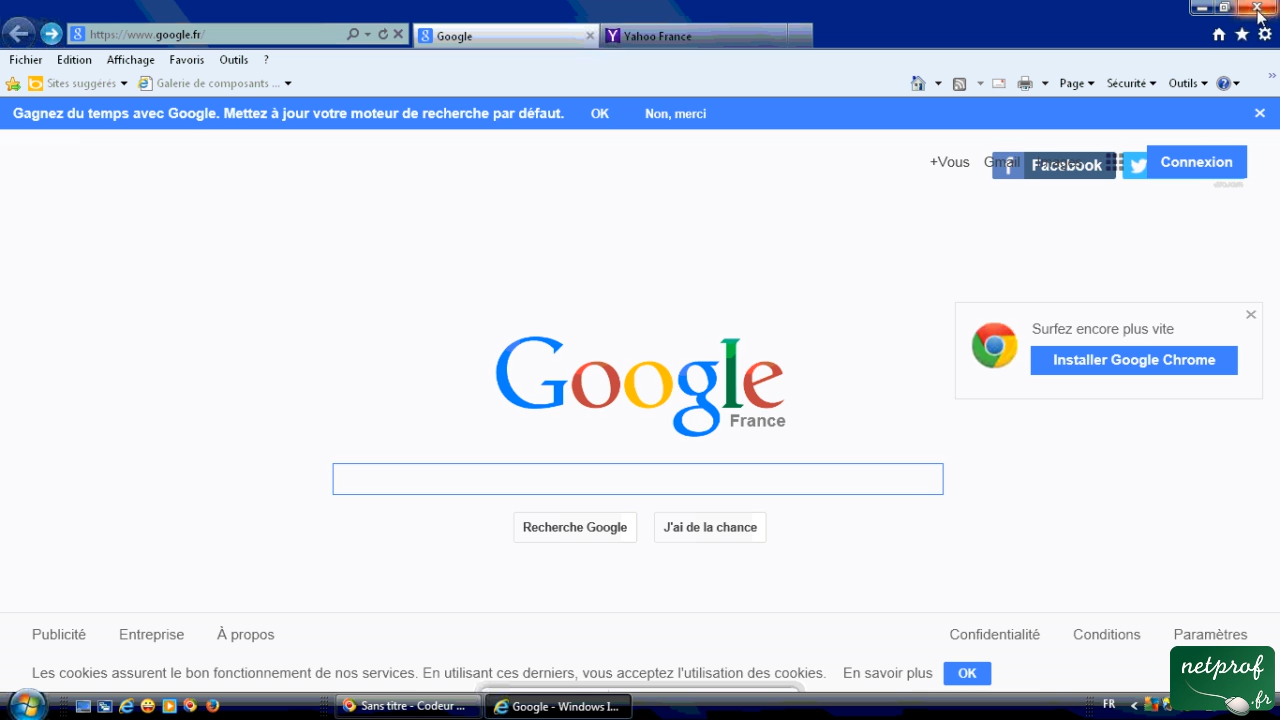 https://www.google.fr/
Google
Yahoo France
Fichier Edition Affichage Favoris Outils ?
Sites suggérés Galerie de composants ... Page Sécurité Outils
Gagnez du temps avec Google. Mettez à jour votre moteur de recherche par défaut. OK Non, merci
+Vous Gmail Facebook Connexion
Surfez encore plus vite
Installer Google Chrome
Google
France
Recherche Google J'ai de la chance
Publicité Entreprise À propos Confidentialité Conditions Paramètres
Les cookies assurent le bon fonctionnement de nos services. En utilisant ces derniers, vous acceptez l'utilisation des cookies. En savoir plus OK
netprof
.fr
Sans titre - Codeur ... Google - Windows I... FR